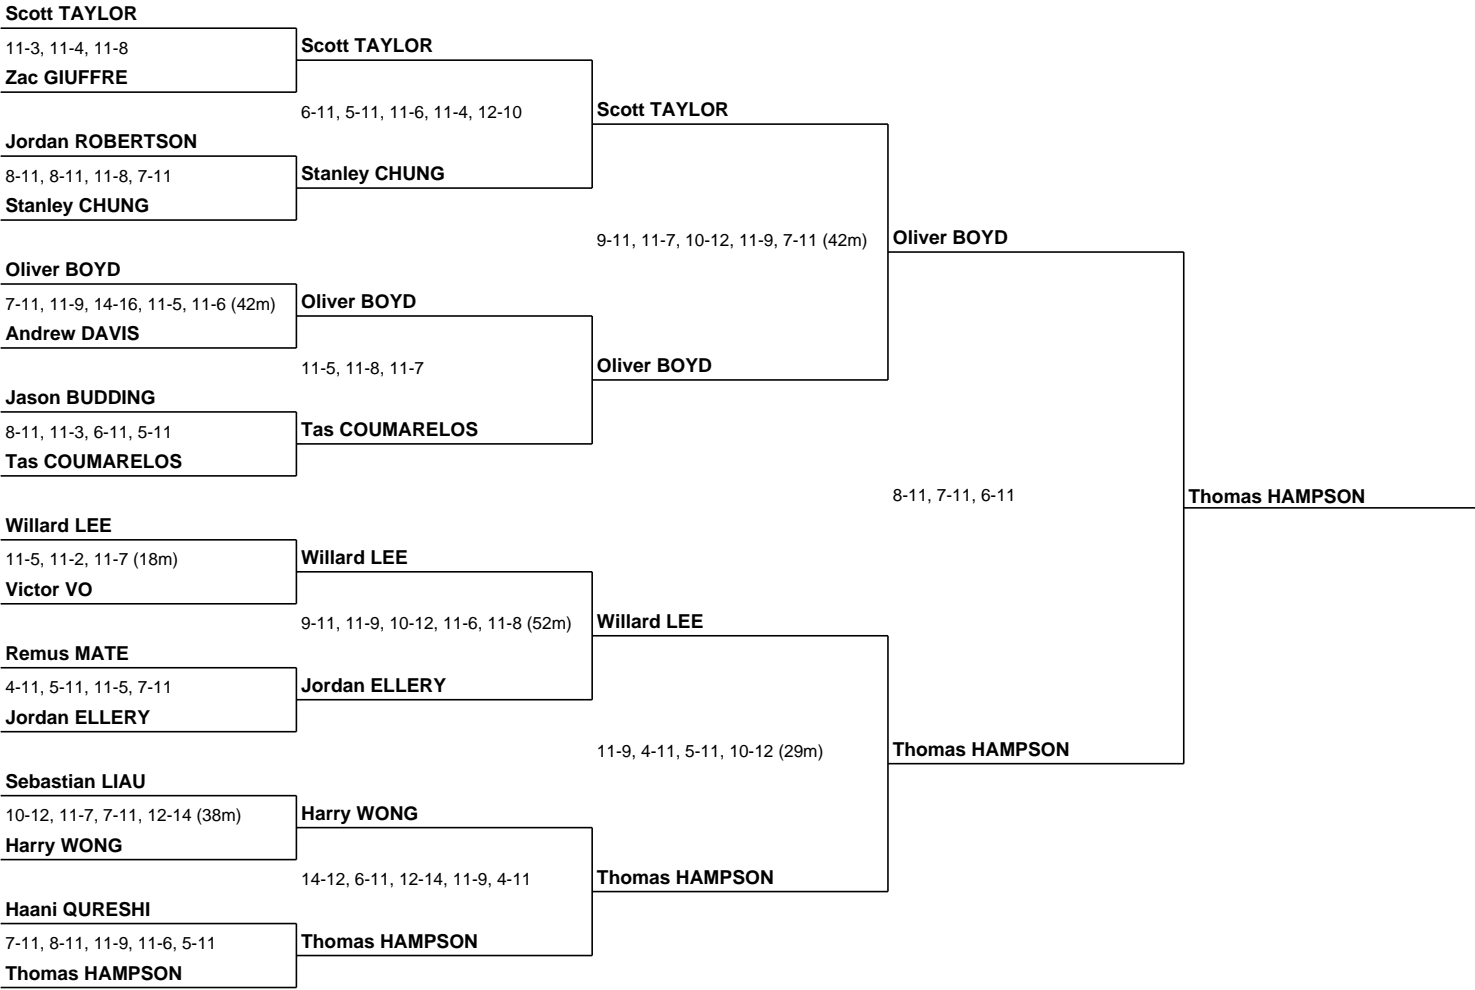 Scott TAYLOR
11-3, 11-4, 11-8
Zac GIUFFRE
Jordan ROBERTSON
8-11, 8-11, 11-8, 7-11
Stanley CHUNG
Oliver BOYD
7-11, 11-9, 14-16, 11-5, 11-6 (42m)
Andrew DAVIS
Jason BUDDING
8-11, 11-3, 6-11, 5-11
Tas COUMARELOS
Willard LEE
11-5, 11-2, 11-7 (18m)
Victor VO
Remus MATE
4-11, 5-11, 11-5, 7-11
Jordan ELLERY
Sebastian LIAU
10-12, 11-7, 7-11, 12-14 (38m)
Harry WONG
Haani QURESHI
7-11, 8-11, 11-9, 11-6, 5-11
Thomas HAMPSON
Scott TAYLOR
6-11, 5-11, 11-6, 11-4, 12-10
Stanley CHUNG
Oliver BOYD
11-5, 11-8, 11-7
Tas COUMARELOS
Willard LEE
9-11, 11-9, 10-12, 11-6, 11-8 (52m)
Jordan ELLERY
Harry WONG
14-12, 6-11, 12-14, 11-9, 4-11
Thomas HAMPSON
Scott TAYLOR
9-11, 11-7, 10-12, 11-9, 7-11 (42m)
Oliver BOYD
Willard LEE
11-9, 4-11, 5-11, 10-12 (29m)
Thomas HAMPSON
Oliver BOYD
8-11, 7-11, 6-11
Thomas HAMPSON
Thomas HAMPSON